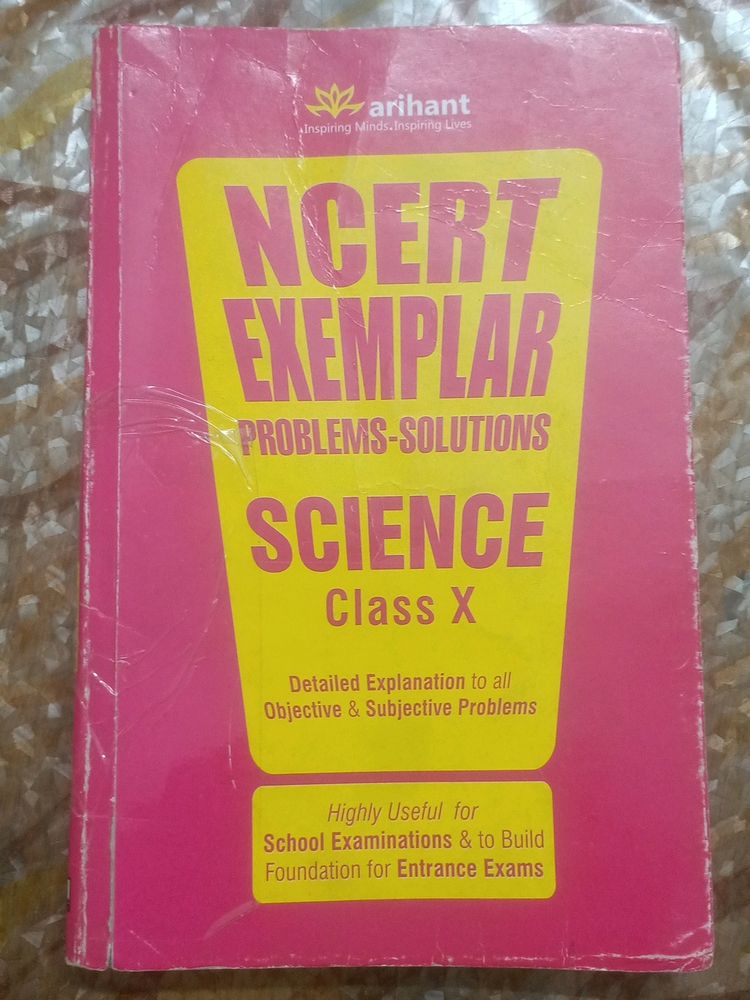 arihant
Inspiring Minds.Inspiring Lives
NCERT
EXEMPLAR
PROBLEMS-SOLUTIONS
SCIENCE
Class X
Detailed Explanation to all
Objective & Subjective Problems
Highly Useful for
School Examinations & to Build
Foundation for Entrance Exams